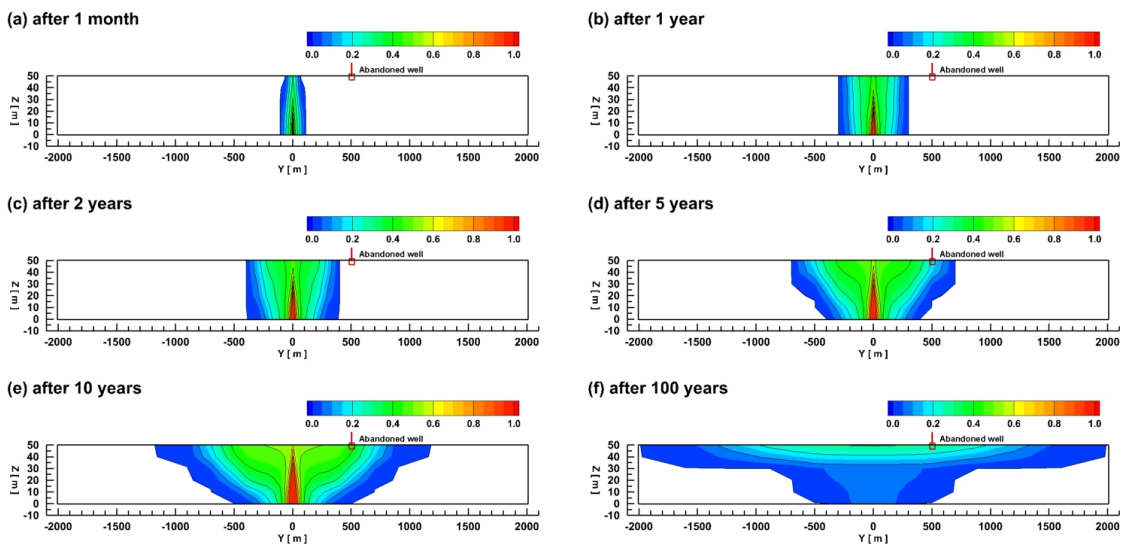 (a) after 1 month
0.0 0.2 0.4 0.6 0.8 1.0
Abandoned well
50
40
30
20
10
0
-10
Z [ m ]
-2000 -1500 -1000 -500 0 500 1000 1500 2000
Y [ m ]
(b) after 1 year
0.0 0.2 0.4 0.6 0.8 1.0
Abandoned well
50
40
30
20
10
0
-10
Z [ m ]
-2000 -1500 -1000 -500 0 500 1000 1500 2000
Y [ m ]
(c) after 2 years
0.0 0.2 0.4 0.6 0.8 1.0
Abandoned well
50
40
30
20
10
0
-10
Z [ m ]
-2000 -1500 -1000 -500 0 500 1000 1500 2000
Y [ m ]
(d) after 5 years
0.0 0.2 0.4 0.6 0.8 1.0
Abandoned well
50
40
30
20
10
0
-10
Z [ m ]
-2000 -1500 -1000 -500 0 500 1000 1500 2000
Y [ m ]
(e) after 10 years
0.0 0.2 0.4 0.6 0.8 1.0
Abandoned well
50
40
30
20
10
0
-10
Z [ m ]
-2000 -1500 -1000 -500 0 500 1000 1500 2000
Y [ m ]
(f) after 100 years
0.0 0.2 0.4 0.6 0.8 1.0
Abandoned well
50
40
30
20
10
0
-10
Z [ m ]
-2000 -1500 -1000 -500 0 500 1000 1500 2000
Y [ m ]